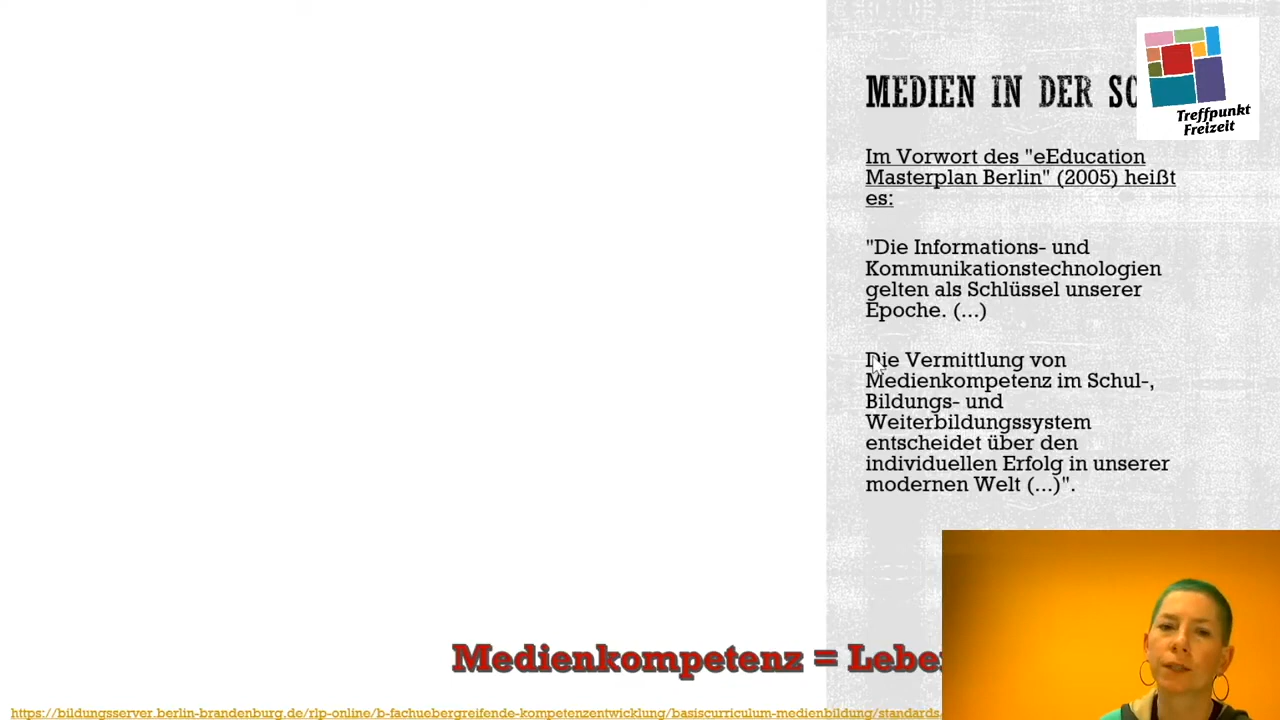 MEDIEN IN DER SC
Treffpunkt
Freizeit
Im Vorwort des "eEducation
Masterplan Berlin" (2005) heißt
es:
"Die Informations- und
Kommunikationstechnologien
gelten als Schlüssel unserer
Epoche. (...)
Die Vermittlung von
Medienkompetenz im Schul-,
Bildungs- und
Weiterbildungssystem
entscheidet über den
individuellen Erfolg in unserer
modernen Welt (...)".
Medienkompetenz = Lebe
https://bildungsserver.berlin-brandenburg.de/rlp-online/b-fachuebergreifende-kompetenzentwicklung/basiscurriculum-medienbildung/standards